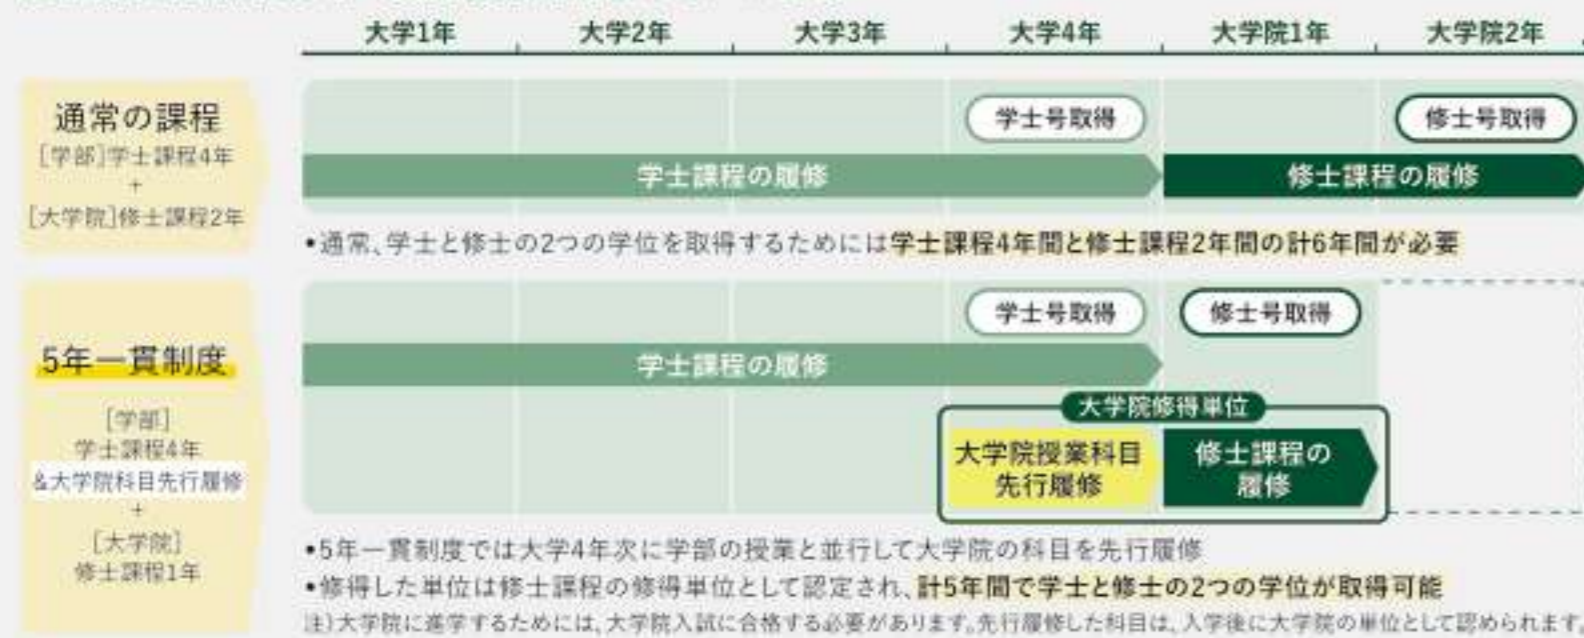 大学1年 大学2年 大学3年 大学4年 大学院1年 大学院2年
通常の課程
[学部]学士課程4年
+
[大学院]修士課程2年
学士号取得 修士号取得
学士課程の履修 修士課程の履修
•通常、学士と修士の2つの学位を取得するためには学士課程4年間と修士課程2年間の計6年間が必要
5年一貫制度
[学部]
学士課程4年
&大学院科目先行履修
+
[大学院]
修士課程1年
学士号取得 修士号取得
学士課程の履修
大学院修得単位
大学院授業科目
先行履修
修士課程の
履修
•5年一貫制度では大学4年次に学部の授業と並行して大学院の科目を先行履修
•修得した単位は修士課程の修得単位として認定され、計5年間で学士と修士の2つの学位が取得可能
注)大学院に進学するためには、大学院入試に合格する必要があります。先行履修した科目は、入学後に大学院の単位として認められます。